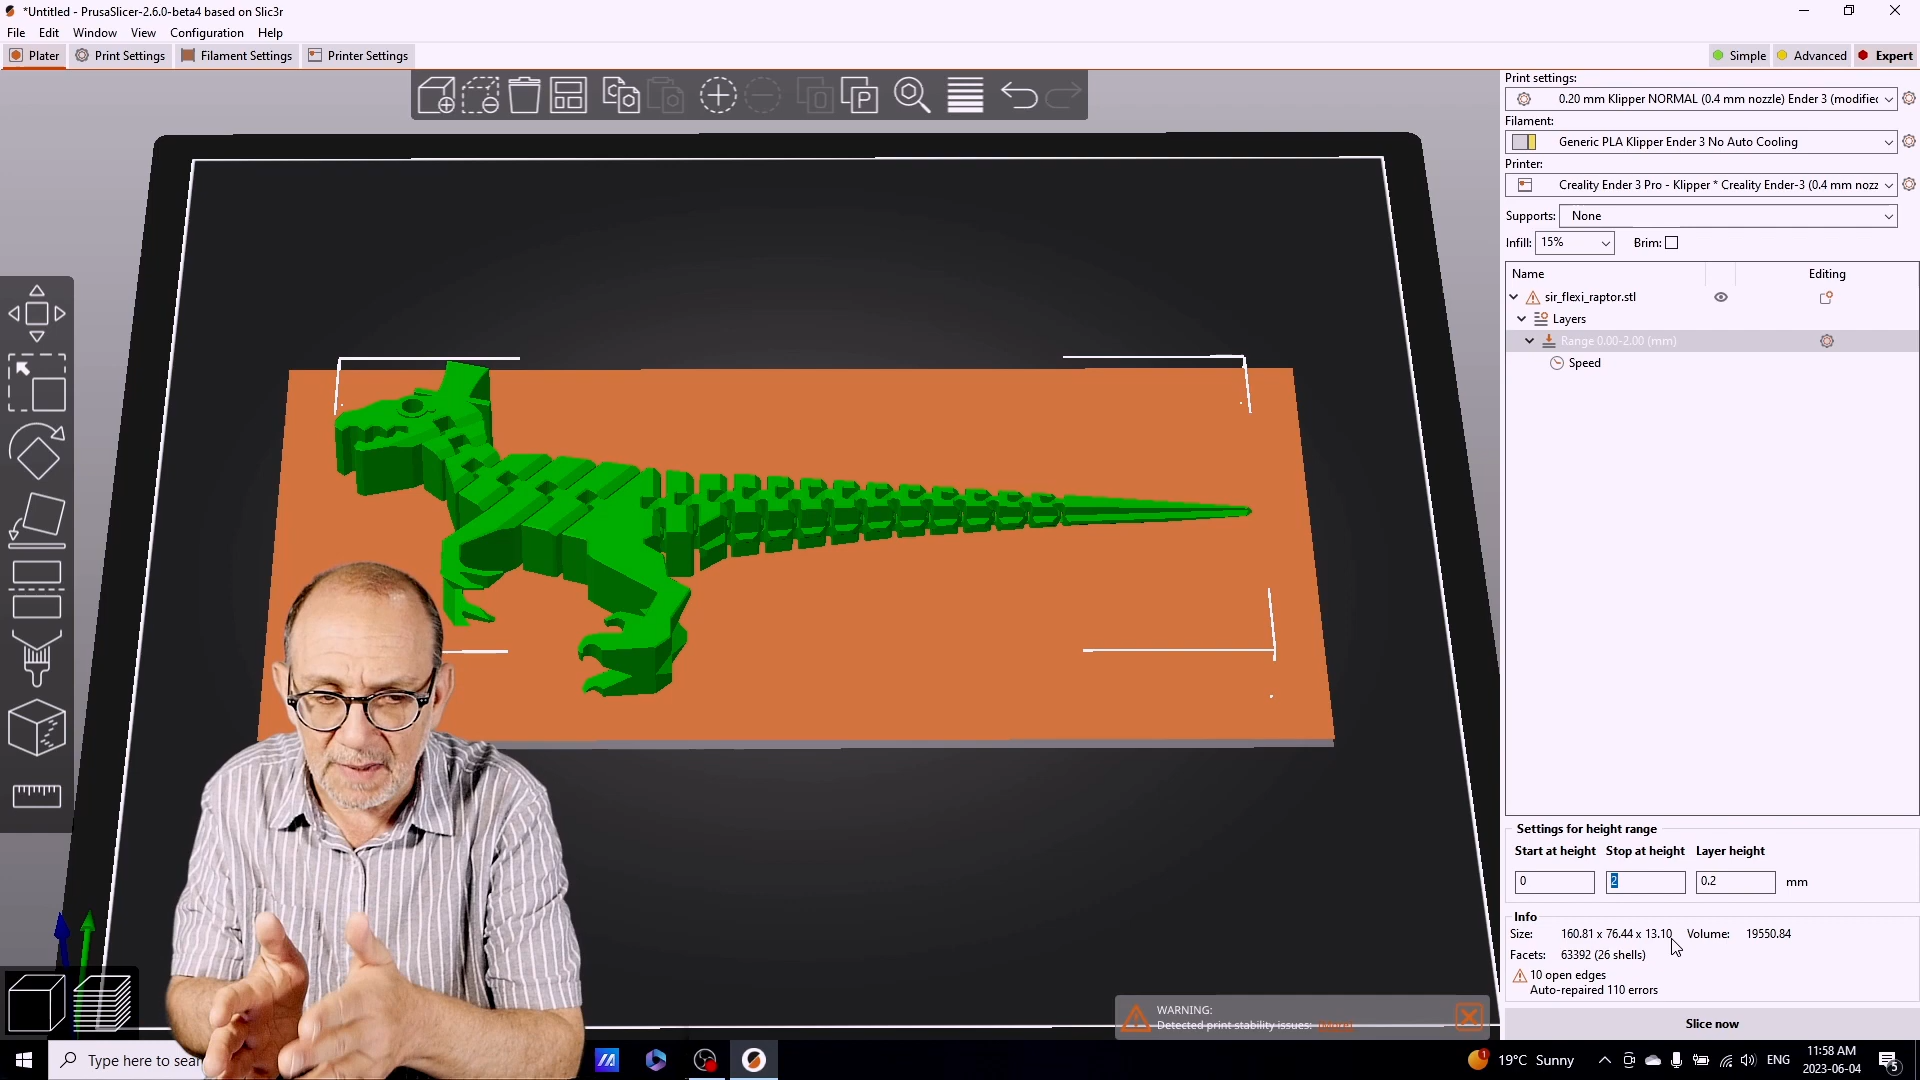 *Untitled - PrusaSlicer-2.6.0-beta4 based on Slic3r
File Edit Window View Configuration Help
Plater Print Settings Filament Settings Printer Settings
Simple Advanced Expert
Print settings:
0.20 mm Klipper NORMAL (0.4 mm nozzle) Ender 3 (modified
Filament:
Generic PLA Klipper Ender 3 No Auto Cooling
Printer:
Creality Ender 3 Pro - Klipper * Creality Ender-3 (0.4 mm nozz
Supports: None
Infill: 15% Brim:
Name Editing
sir_flexi_raptor.stl
Layers
Range 0.00-2.00 (mm)
Speed
Settings for height range
Start at height Stop at height Layer height
0 2 0.2 mm
Info
Size: 160.81 x 76.44 x 13.10 Volume: 19550.84
Facets: 63392 (26 shells)
10 open edges
Auto-repaired 110 errors
WARNING:
Detected print stability issues:
Slice now
Type here to sear
19°C Sunny
ENG
11:58 AM
2023-06-04
5